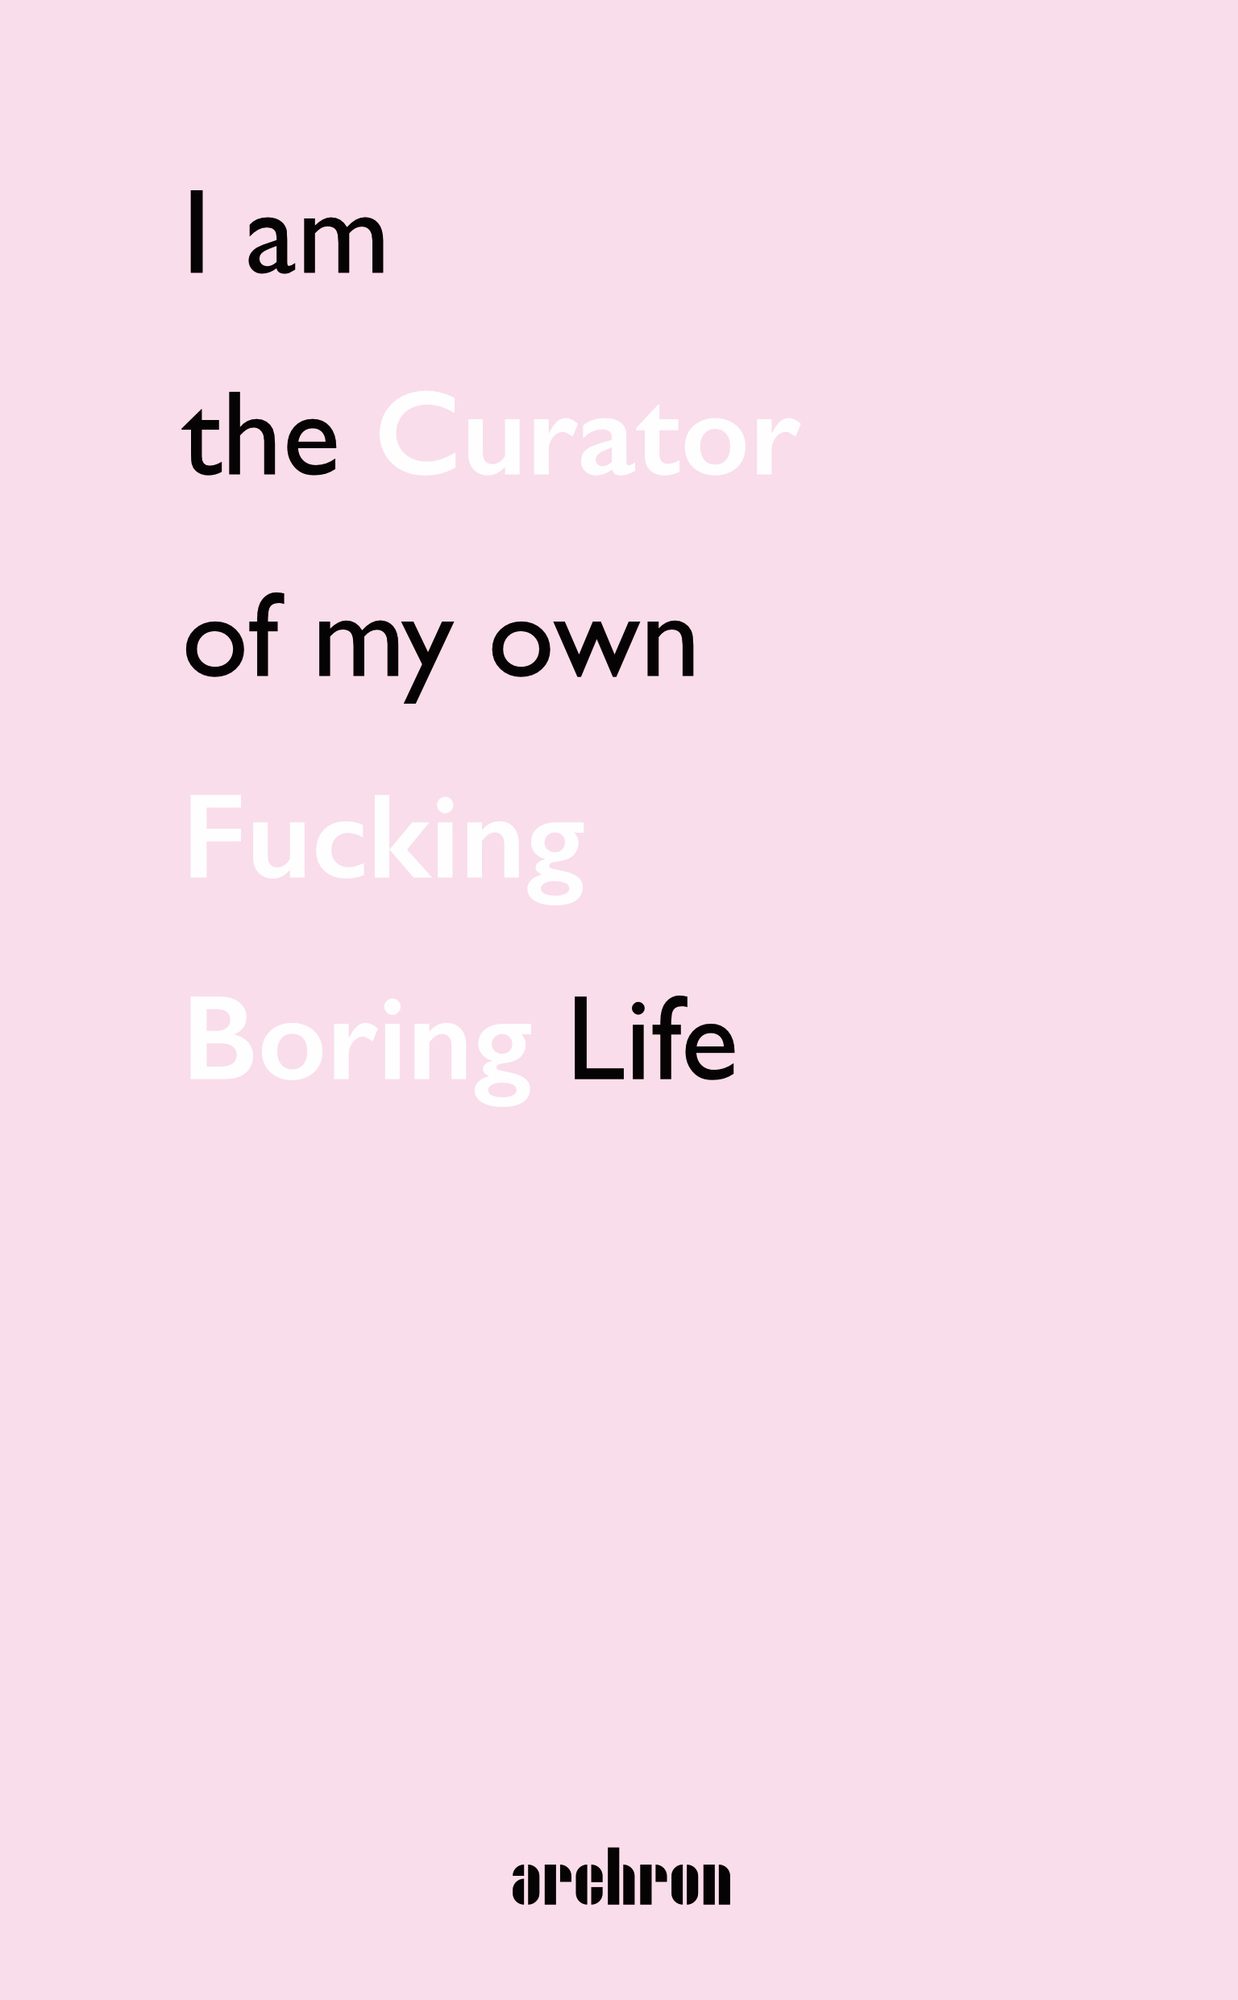 I am
the Curator
of my own
Fucking
Boring Life
archron